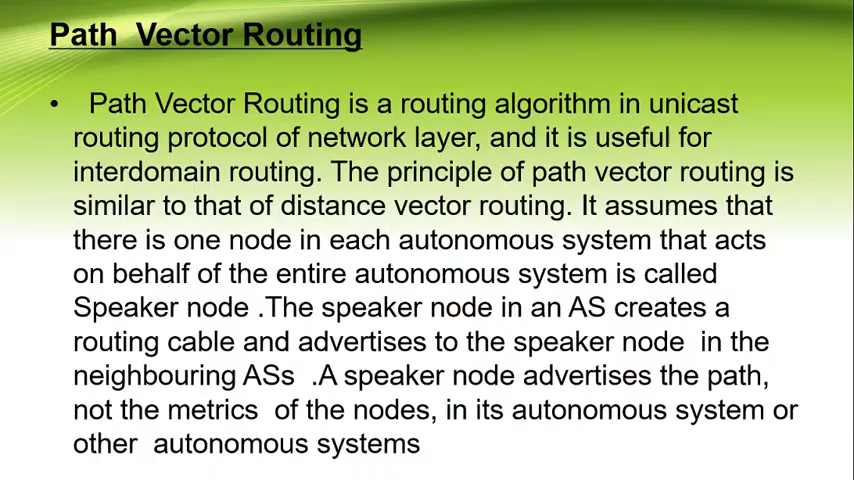 Path  Vector Routing
•   Path Vector Routing is a routing algorithm in unicast
routing protocol of network layer, and it is useful for
interdomain routing. The principle of path vector routing is
similar to that of distance vector routing. It assumes that
there is one node in each autonomous system that acts
on behalf of the entire autonomous system is called
Speaker node .The speaker node in an AS creates a
routing cable and advertises to the speaker node  in the
neighbouring ASs  .A speaker node advertises the path,
not the metrics  of the nodes, in its autonomous system or
other  autonomous systems